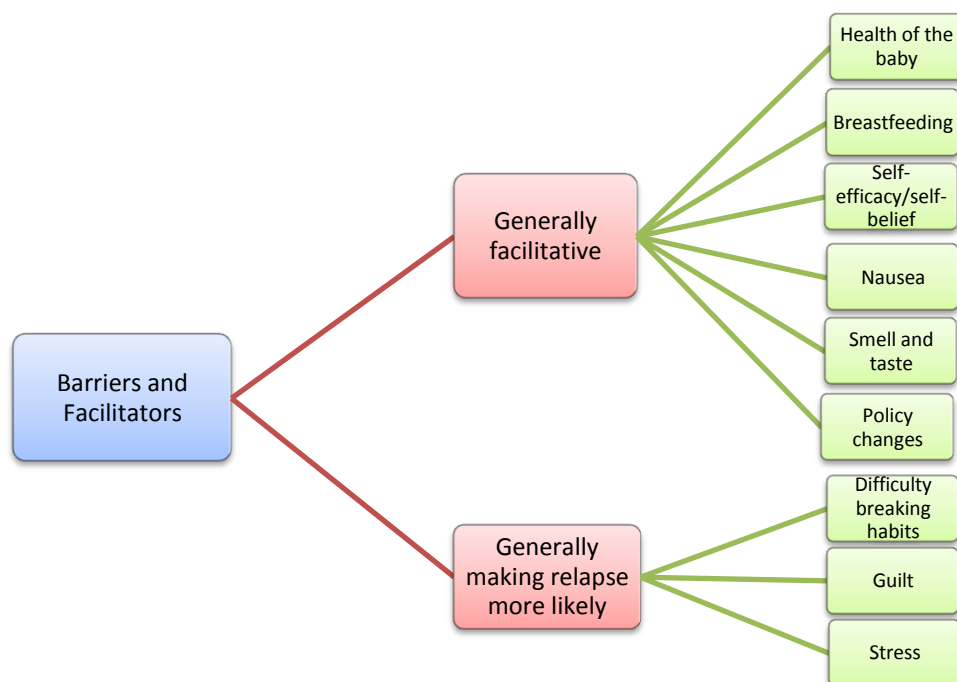 Barriers and
Facilitators
Generally
facilitative
Health of the
baby
Breastfeeding
Self-
efficacy/self-
belief
Nausea
Smell and
taste
Policy
changes
Generally
making relapse
more likely
Difficulty
breaking
habits
Guilt
Stress